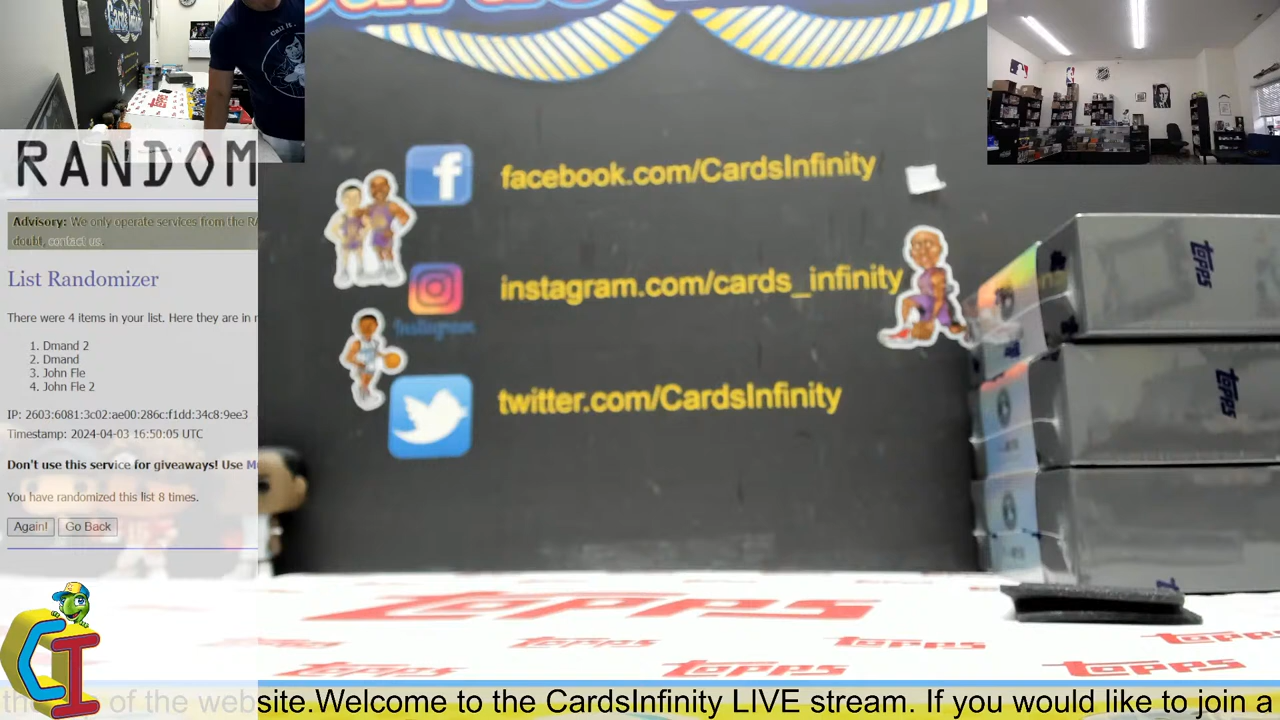 RANDOM
Advisory: We only operate services from the RA
doubt, contact us.
List Randomizer
There were 4 items in your list. Here they are in r
1. Dmand 2
2. Dmand
3. John Fle
4. John Fle 2
IP: 2603:6081:3c02:ae00:286c:f1dd:34c8:9ee3
Timestamp: 2024-04-03 16:50:05 UTC
Don't use this service for giveaways! Use M
You have randomized this list 8 times.
Again! Go Back
facebook.com/CardsInfinity
instagram.com/cards_infinity
Instagram
twitter.com/CardsInfinity
topps
topps
topps
topps
topps
topps
topps
topps
topps
CI
of the website.Welcome to the CardsInfinity LIVE stream. If you would like to join a